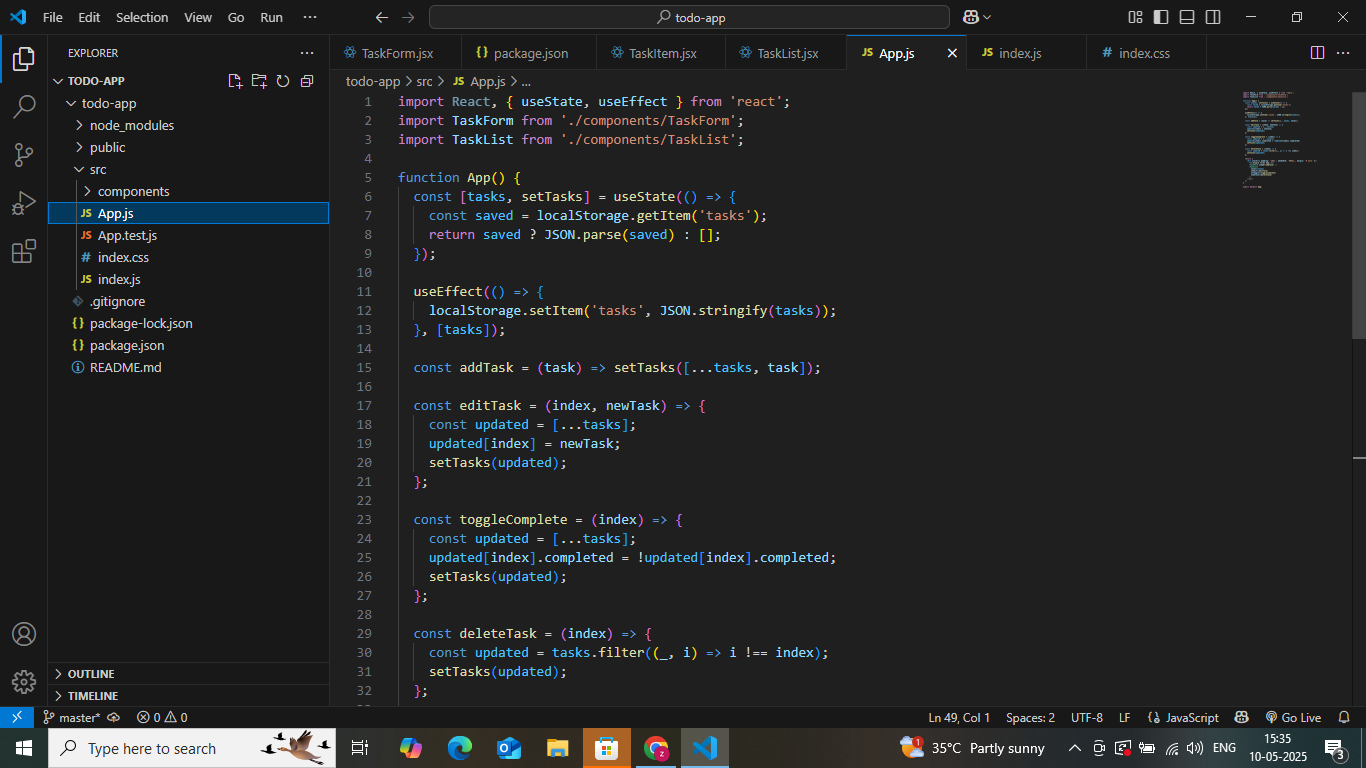 File Edit Selection View Go Run ···
todo-app
EXPLORER ···
TODO-APP
todo-app
node_modules
public
src
components
JS App.js
JS App.test.js
# index.css
JS index.js
.gitignore
{} package-lock.json
{} package.json
README.md
OUTLINE
TIMELINE
TaskForm.jsx {} package.json TaskItem.jsx TaskList.jsx JS App.js JS index.js # index.css ···
todo-app > src > JS App.js > ...
1 import React, { useState, useEffect } from 'react';
2 import TaskForm from './components/TaskForm';
3 import TaskList from './components/TaskList';
4
5 function App() {
6 const [tasks, setTasks] = useState(() => {
7 const saved = localStorage.getItem('tasks');
8 return saved ? JSON.parse(saved) : [];
9 });
10
11 useEffect(() => {
12 localStorage.setItem('tasks', JSON.stringify(tasks));
13 }, [tasks]);
14
15 const addTask = (task) => setTasks([...tasks, task]);
16
17 const editTask = (index, newTask) => {
18 const updated = [...tasks];
19 updated[index] = newTask;
20 setTasks(updated);
21 };
22
23 const toggleComplete = (index) => {
24 const updated = [...tasks];
25 updated[index].completed = !updated[index].completed;
26 setTasks(updated);
27 };
28
29 const deleteTask = (index) => {
30 const updated = tasks.filter((_, i) => i !== index);
31 setTasks(updated);
32 };
master* 0 0 Ln 49, Col 1 Spaces: 2 UTF-8 LF {} JavaScript Go Live
Type here to search 35°C Partly sunny ENG 15:35
10-05-2025 3